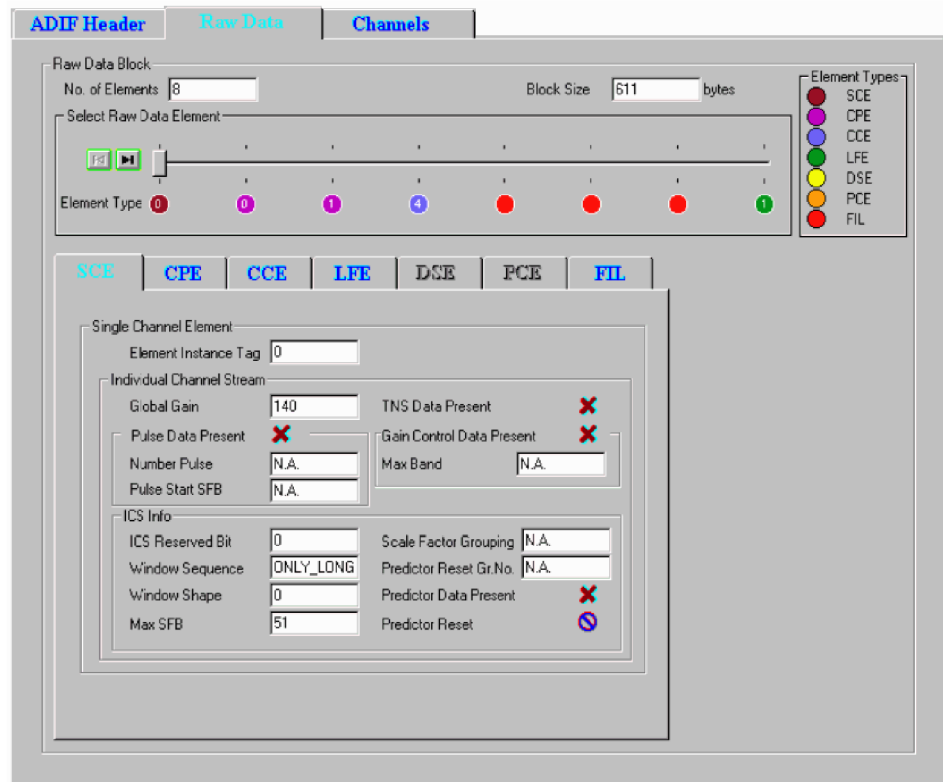 ADIF Header Raw Data Channels
Raw Data Block
No. of Elements 8 Block Size 611 bytes
Select Raw Data Element
Element Type 0 0 1 4 1
Element Types
SCE
CPE
CCE
LFE
DSE
PCE
FIL
SCE CPE CCE LFE DSE PCE FIL
Single Channel Element
Element Instance Tag 0
Individual Channel Stream
Global Gain 140 TNS Data Present
Pulse Data Present Gain Control Data Present
Number Pulse N.A. Max Band N.A.
Pulse Start SFB N.A.
ICS Info
ICS Reserved Bit 0 Scale Factor Grouping N.A.
Window Sequence ONLY_LONG Predictor Reset Gr.No. N.A.
Window Shape 0 Predictor Data Present
Max SFB 51 Predictor Reset